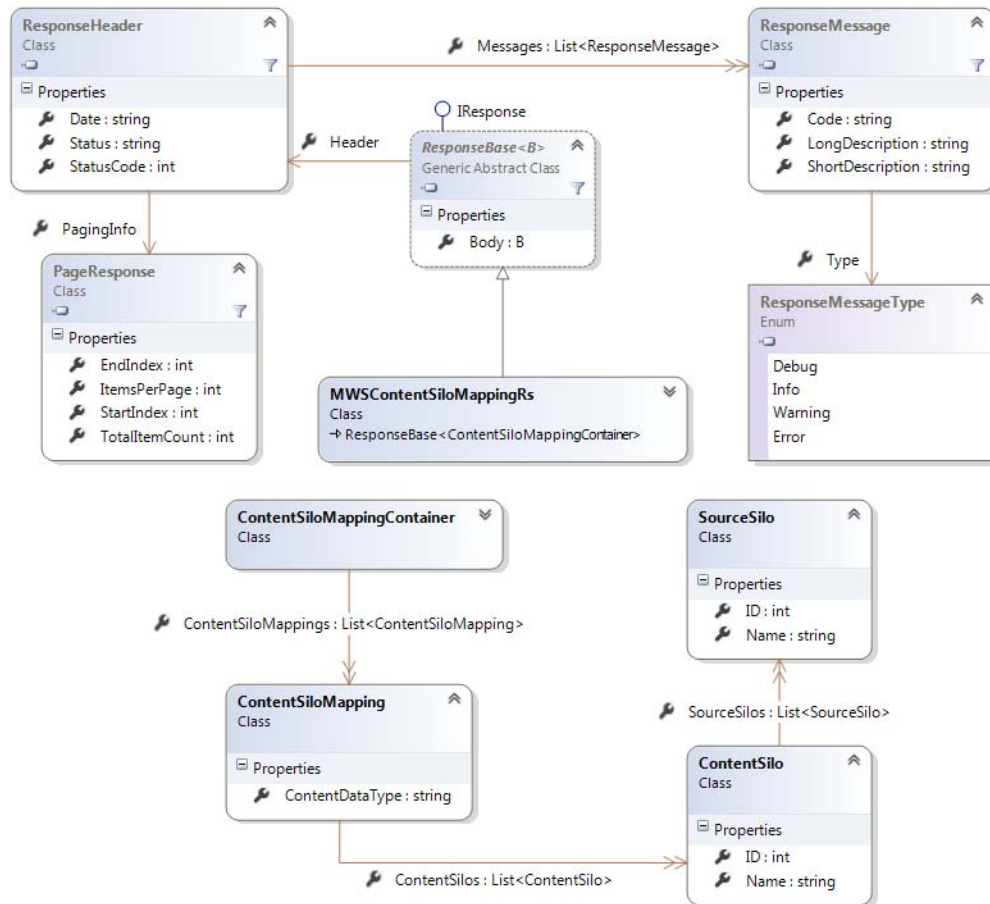 ResponseHeader
Class
Properties
Date : string
Status : string
StatusCode : int
Messages : List<ResponseMessage>
ResponseMessage
Class
Properties
Code : string
LongDescription : string
ShortDescription : string
IResponse
Header
ResponseBase<B>
Generic Abstract Class
Properties
Body : B
PagingInfo
PageResponse
Class
Properties
EndIndex : int
ItemsPerPage : int
StartIndex : int
TotalItemCount : int
Type
ResponseMessageType
Enum
Debug
Info
Warning
Error
MWSContentSiloMappingRs
Class
ResponseBase<ContentSiloMappingContainer>
ContentSiloMappingContainer
Class
ContentSiloMappings : List<ContentSiloMapping>
ContentSiloMapping
Class
Properties
ContentDataType : string
SourceSilo
Class
Properties
ID : int
Name : string
SourceSilos : List<SourceSilo>
ContentSilo
Class
Properties
ID : int
Name : string
ContentSilos : List<ContentSilo>